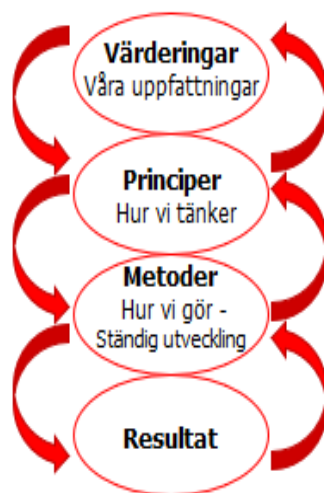 Värderingar
Våra uppfattningar
Principer
Hur vi tänker
Metoder
Hur vi gör -
Ständig utveckling
Resultat